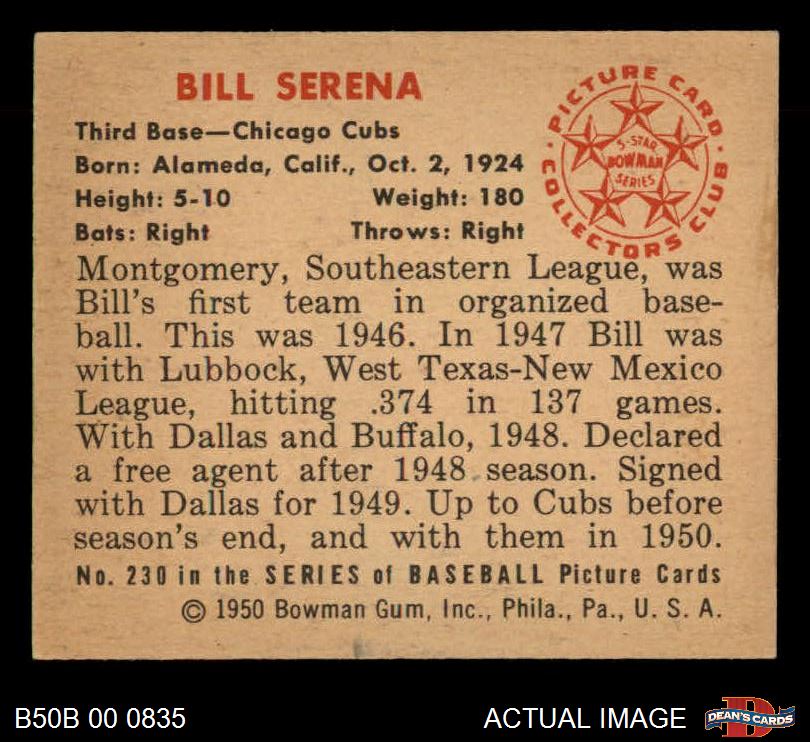 BILL SERENA
Third Base—Chicago Cubs
Born: Alameda, Calif., Oct. 2, 1924
Height: 5-10 Weight: 180
Bats: Right Throws: Right
PICTURE CARD
COLLECTORS CLUB
5-STAR
BOWMAN
SERIES
Montgomery, Southeastern League, was
Bill's first team in organized base-
ball. This was 1946. In 1947 Bill was
with Lubbock, West Texas-New Mexico
League, hitting .374 in 137 games.
With Dallas and Buffalo, 1948. Declared
a free agent after 1948 season. Signed
with Dallas for 1949. Up to Cubs before
season's end, and with them in 1950.
No. 230 in the SERIES of BASEBALL Picture Cards
© 1950 Bowman Gum, Inc., Phila., Pa., U. S. A.
B50B 00 0835
ACTUAL IMAGE
DEAN'S CARDS